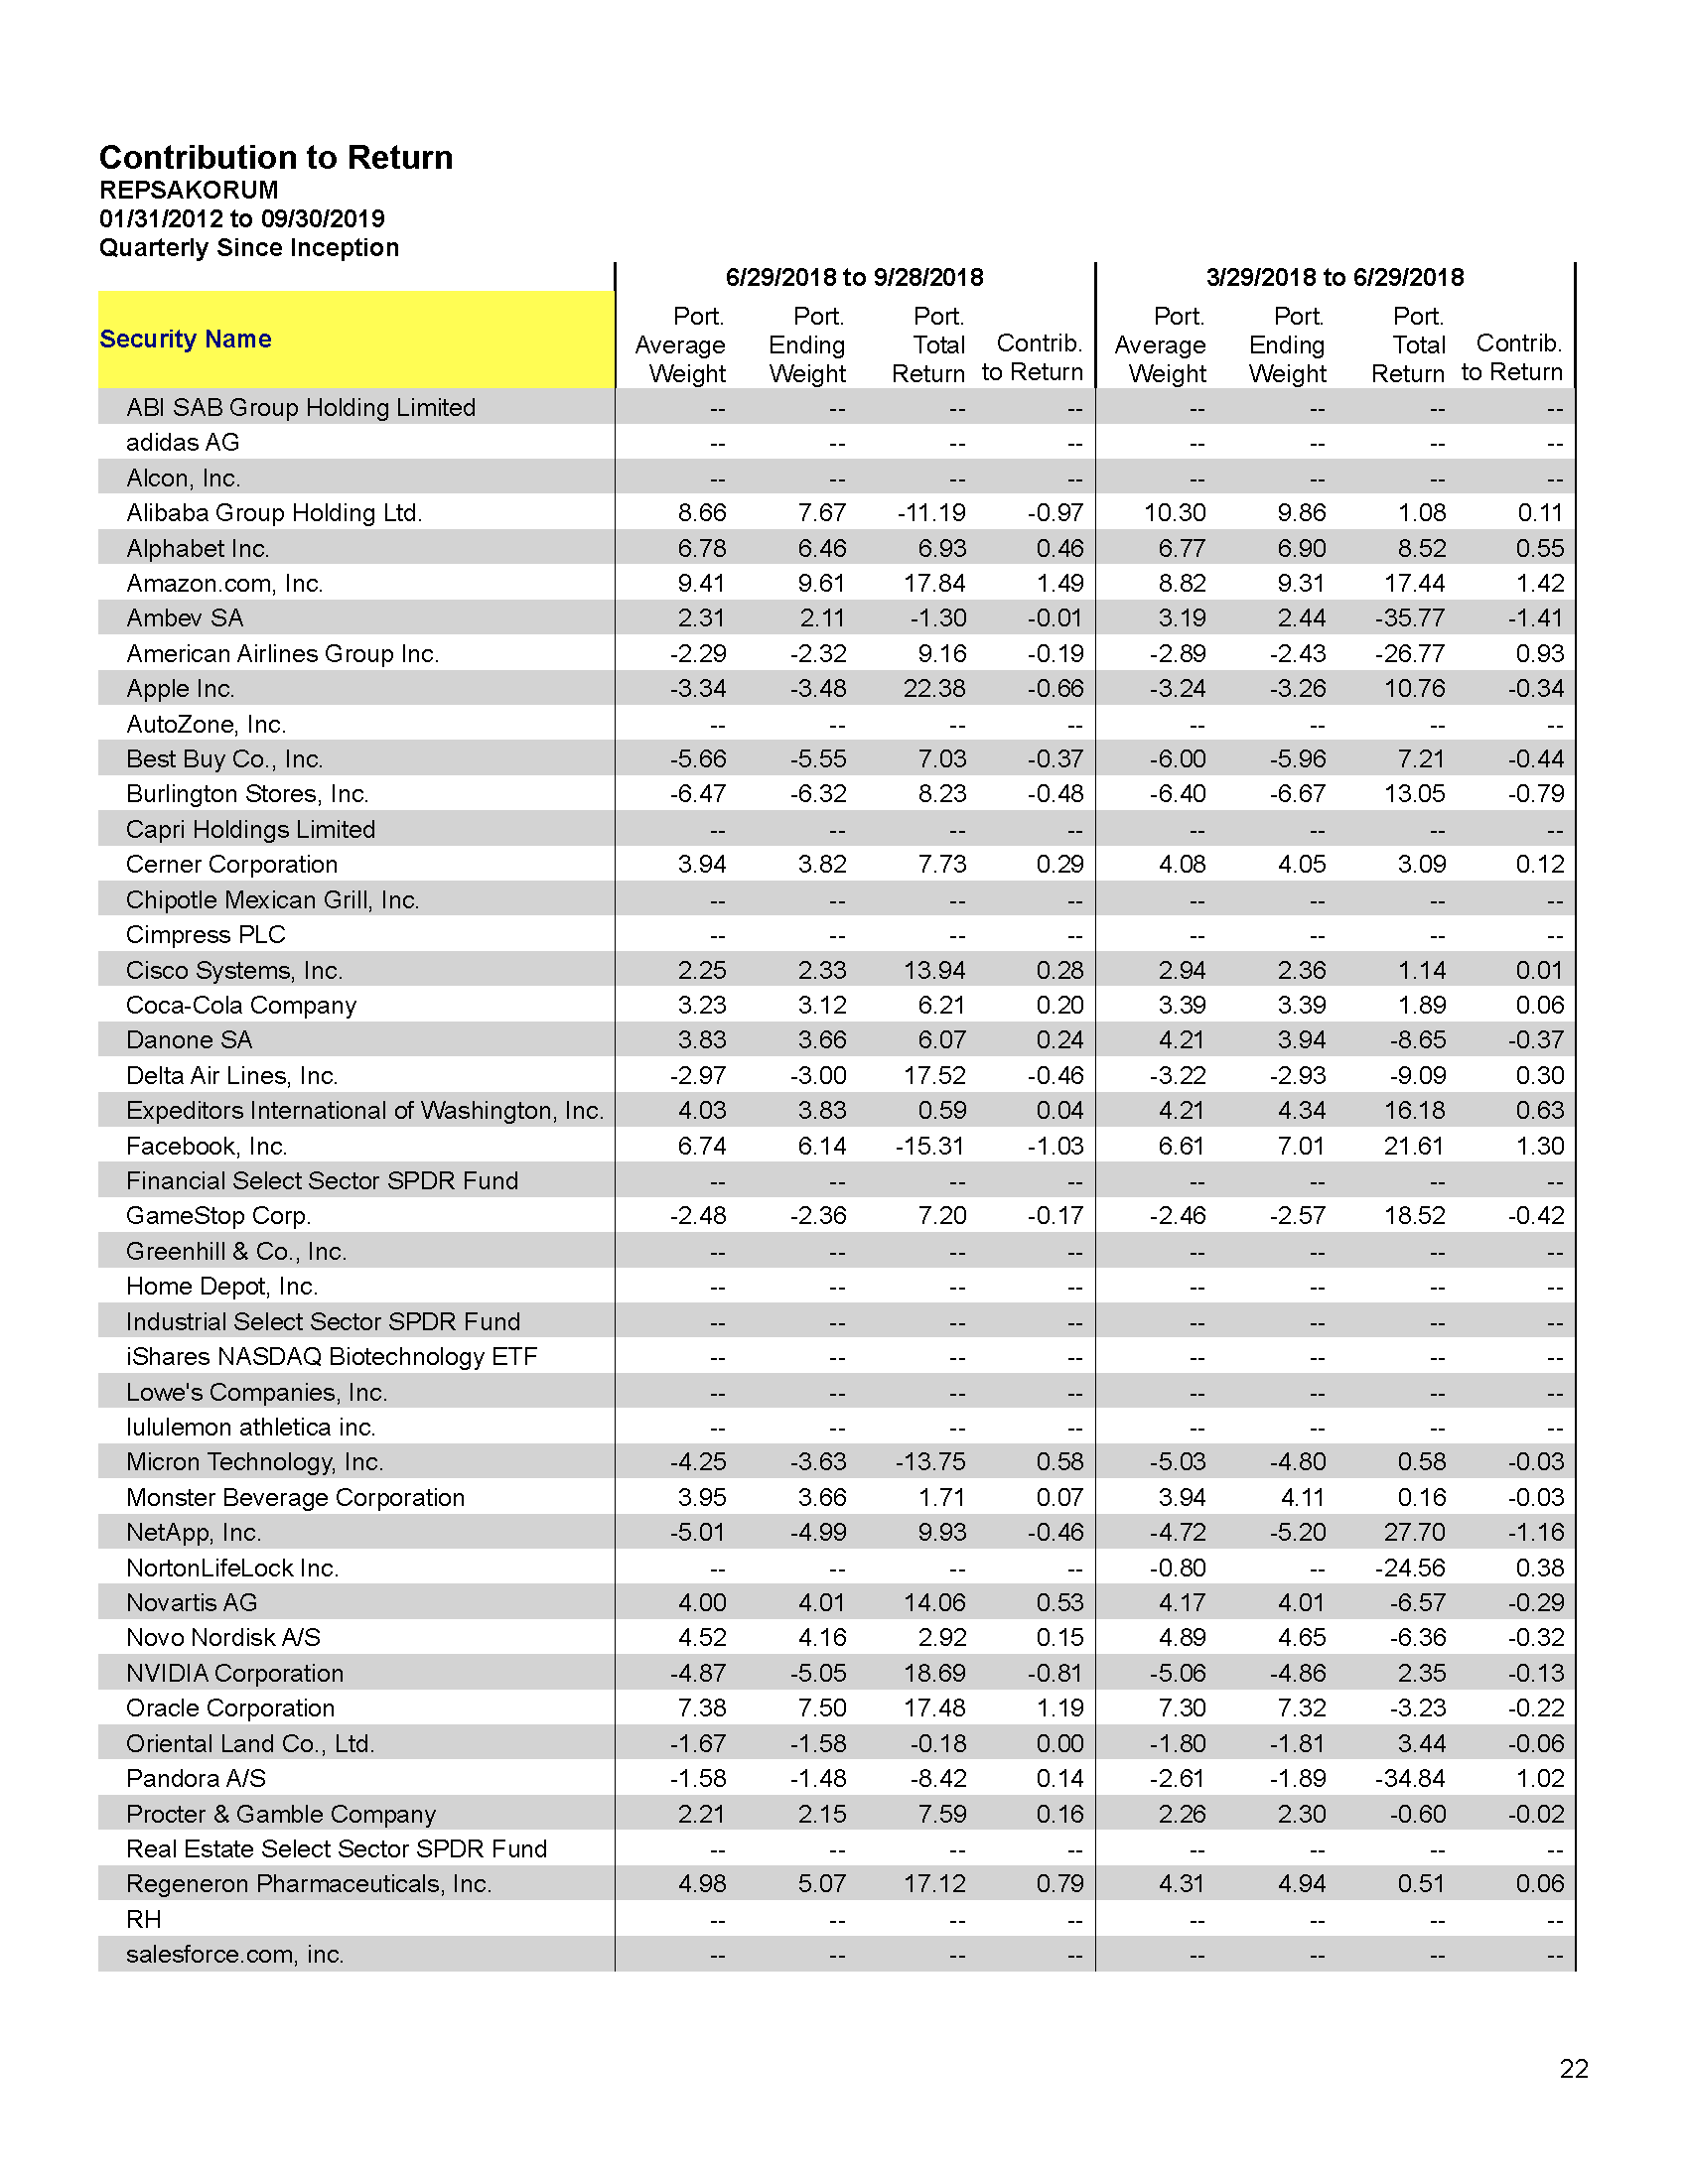 Contribution to Return
REPSAKORUM
01/31/2012 to 09/30/2019
Quarterly Since Inception
6/29/2018 to 9/28/2018 3/29/2018 to 6/29/2018
Security Name Port. Average Weight Port. Ending Weight Port. Total Return Contrib. to Return Port. Average Weight Port. Ending Weight Port. Total Return Contrib. to Return
ABI SAB Group Holding Limited -- -- -- -- -- -- -- --
adidas AG -- -- -- -- -- -- -- --
Alcon, Inc. -- -- -- -- -- -- -- --
Alibaba Group Holding Ltd. 8.66 7.67 -11.19 -0.97 10.30 9.86 1.08 0.11
Alphabet Inc. 6.78 6.46 6.93 0.46 6.77 6.90 8.52 0.55
Amazon.com, Inc. 9.41 9.61 17.84 1.49 8.82 9.31 17.44 1.42
Ambev SA 2.31 2.11 -1.30 -0.01 3.19 2.44 -35.77 -1.41
American Airlines Group Inc. -2.29 -2.32 9.16 -0.19 -2.89 -2.43 -26.77 0.93
Apple Inc. -3.34 -3.48 22.38 -0.66 -3.24 -3.26 10.76 -0.34
AutoZone, Inc. -- -- -- -- -- -- -- --
Best Buy Co., Inc. -5.66 -5.55 7.03 -0.37 -6.00 -5.96 7.21 -0.44
Burlington Stores, Inc. -6.47 -6.32 8.23 -0.48 -6.40 -6.67 13.05 -0.79
Capri Holdings Limited -- -- -- -- -- -- -- --
Cerner Corporation 3.94 3.82 7.73 0.29 4.08 4.05 3.09 0.12
Chipotle Mexican Grill, Inc. -- -- -- -- -- -- -- --
Cimpress PLC -- -- -- -- -- -- -- --
Cisco Systems, Inc. 2.25 2.33 13.94 0.28 2.94 2.36 1.14 0.01
Coca-Cola Company 3.23 3.12 6.21 0.20 3.39 3.39 1.89 0.06
Danone SA 3.83 3.66 6.07 0.24 4.21 3.94 -8.65 -0.37
Delta Air Lines, Inc. -2.97 -3.00 17.52 -0.46 -3.22 -2.93 -9.09 0.30
Expeditors International of Washington, Inc. 4.03 3.83 0.59 0.04 4.21 4.34 16.18 0.63
Facebook, Inc. 6.74 6.14 -15.31 -1.03 6.61 7.01 21.61 1.30
Financial Select Sector SPDR Fund -- -- -- -- -- -- -- --
GameStop Corp. -2.48 -2.36 7.20 -0.17 -2.46 -2.57 18.52 -0.42
Greenhill & Co., Inc. -- -- -- -- -- -- -- --
Home Depot, Inc. -- -- -- -- -- -- -- --
Industrial Select Sector SPDR Fund -- -- -- -- -- -- -- --
iShares NASDAQ Biotechnology ETF -- -- -- -- -- -- -- --
Lowe's Companies, Inc. -- -- -- -- -- -- -- --
lululemon athletica inc. -- -- -- -- -- -- -- --
Micron Technology, Inc. -4.25 -3.63 -13.75 0.58 -5.03 -4.80 0.58 -0.03
Monster Beverage Corporation 3.95 3.66 1.71 0.07 3.94 4.11 0.16 -0.03
NetApp, Inc. -5.01 -4.99 9.93 -0.46 -4.72 -5.20 27.70 -1.16
NortonLifeLock Inc. -- -- -- -- -0.80 -- -24.56 0.38
Novartis AG 4.00 4.01 14.06 0.53 4.17 4.01 -6.57 -0.29
Novo Nordisk A/S 4.52 4.16 2.92 0.15 4.89 4.65 -6.36 -0.32
NVIDIA Corporation -4.87 -5.05 18.69 -0.81 -5.06 -4.86 2.35 -0.13
Oracle Corporation 7.38 7.50 17.48 1.19 7.30 7.32 -3.23 -0.22
Oriental Land Co., Ltd. -1.67 -1.58 -0.18 0.00 -1.80 -1.81 3.44 -0.06
Pandora A/S -1.58 -1.48 -8.42 0.14 -2.61 -1.89 -34.84 1.02
Procter & Gamble Company 2.21 2.15 7.59 0.16 2.26 2.30 -0.60 -0.02
Real Estate Select Sector SPDR Fund -- -- -- -- -- -- -- --
Regeneron Pharmaceuticals, Inc. 4.98 5.07 17.12 0.79 4.31 4.94 0.51 0.06
RH -- -- -- -- -- -- -- --
salesforce.com, inc. -- -- -- -- -- -- -- --
22